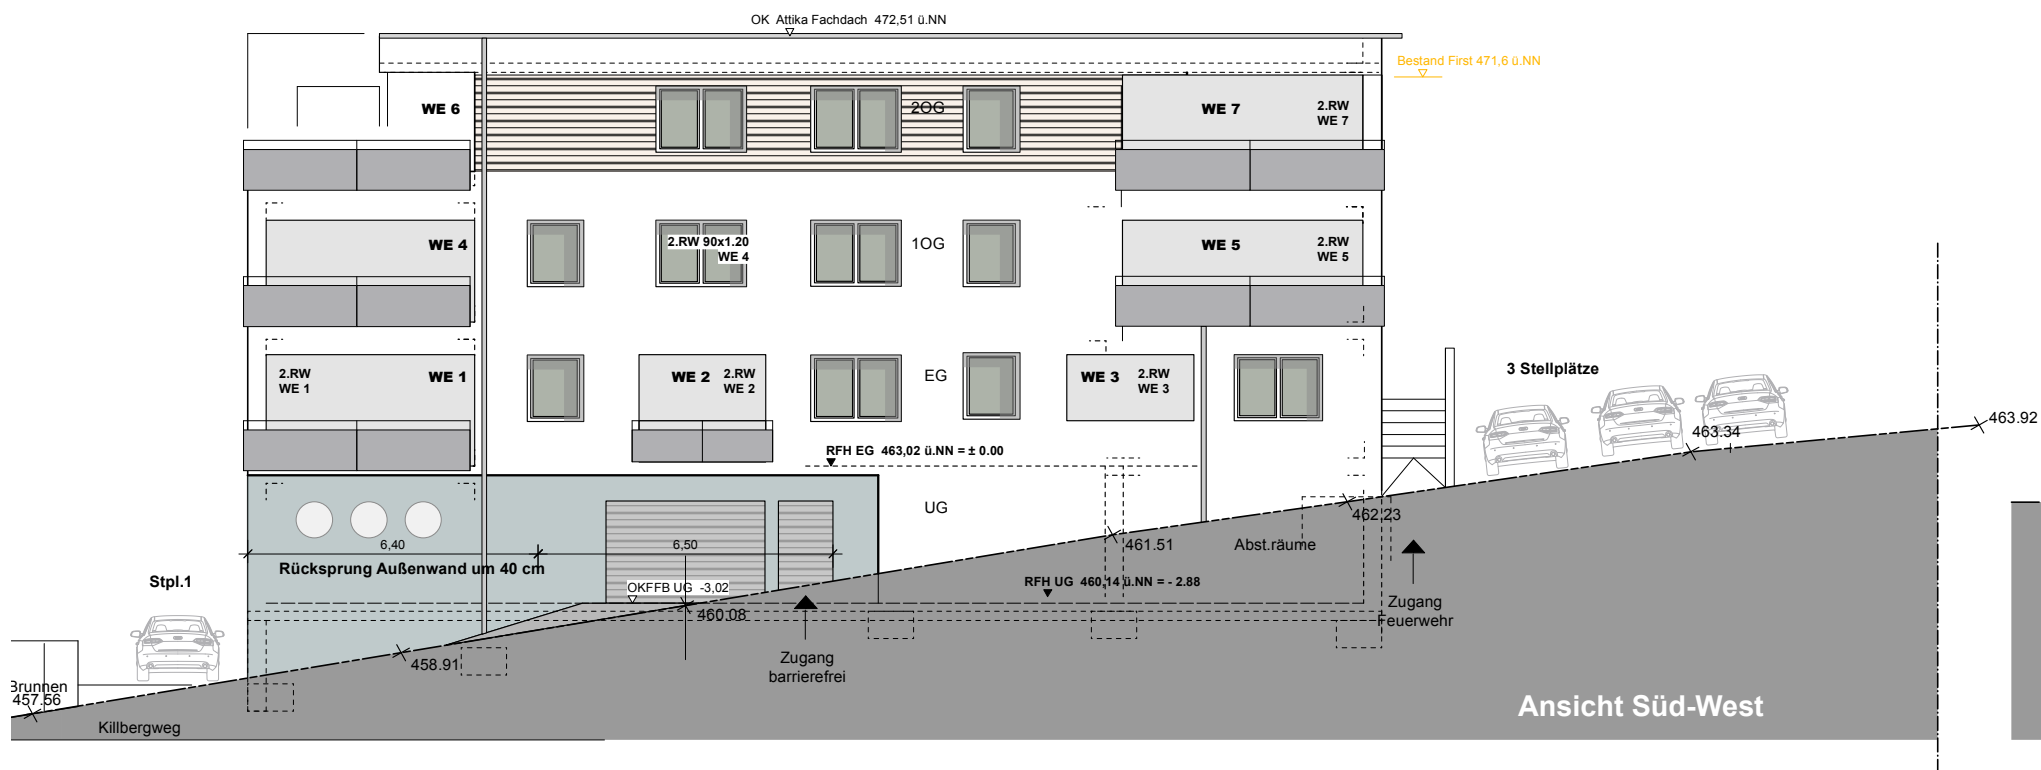 OK Attika Fachdach 472,51 ü.NN
Bestand First 471,6 ü.NN
WE 6
2OG
WE 7
2.RW
WE 7
WE 4
2.RW 90x1.20
WE 4
1OG
WE 5
2.RW
WE 5
2.RW
WE 1
WE 1
WE 2
2.RW
WE 2
EG
WE 3
2.RW
WE 3
3 Stellplätze
463.92
463.34
RFH EG 463,02 ü.NN = ± 0.00
UG
462.23
461.51
Abst.räume
6,40
6,50
Rücksprung Außenwand um 40 cm
Stpl.1
OKFFB UG -3,02
RFH UG 460,14 ü.NN = - 2.88
460.08
Zugang
Feuerwehr
Zugang
barrierefrei
458.91
Brunnen
457.56
Killbergweg
Ansicht Süd-West